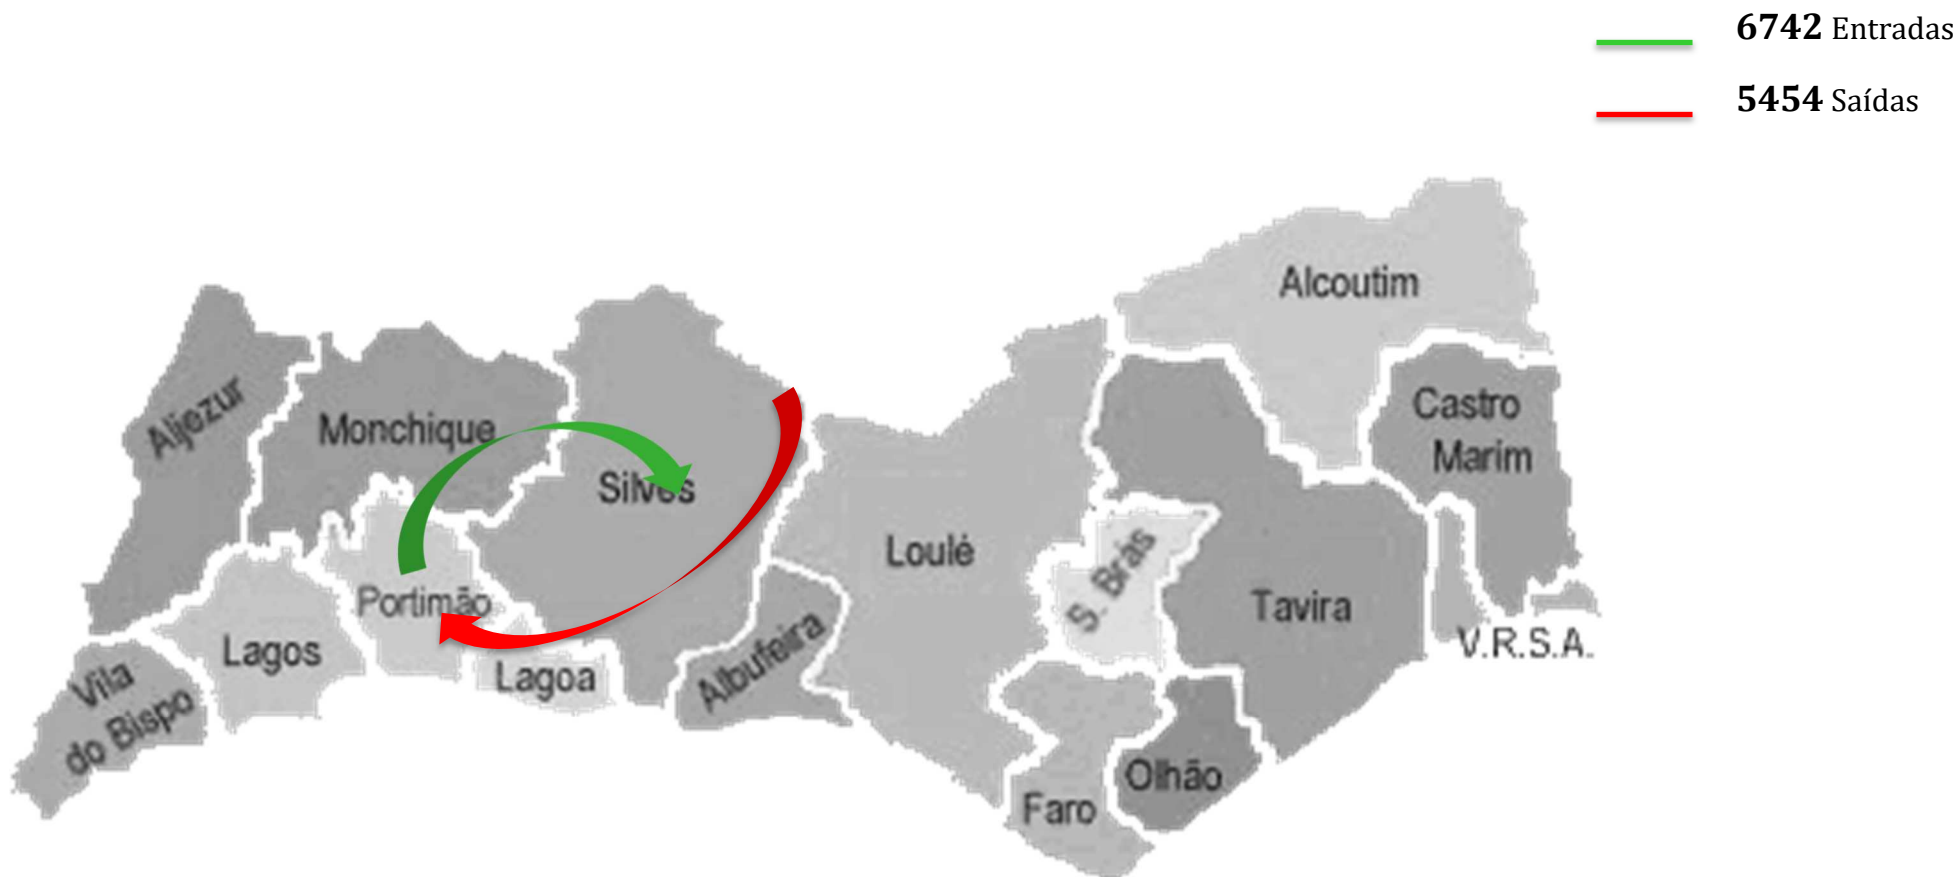 6742 Entradas
5454 Saídas
Alcoutim
Aljezur
Monchique
Castro
Marim
Silves
Loulé
S. Brás
Portimão
Tavira
Lagos
Lagoa
Albufeira
V.R.S.A.
Vila
do Bispo
Olhão
Faro